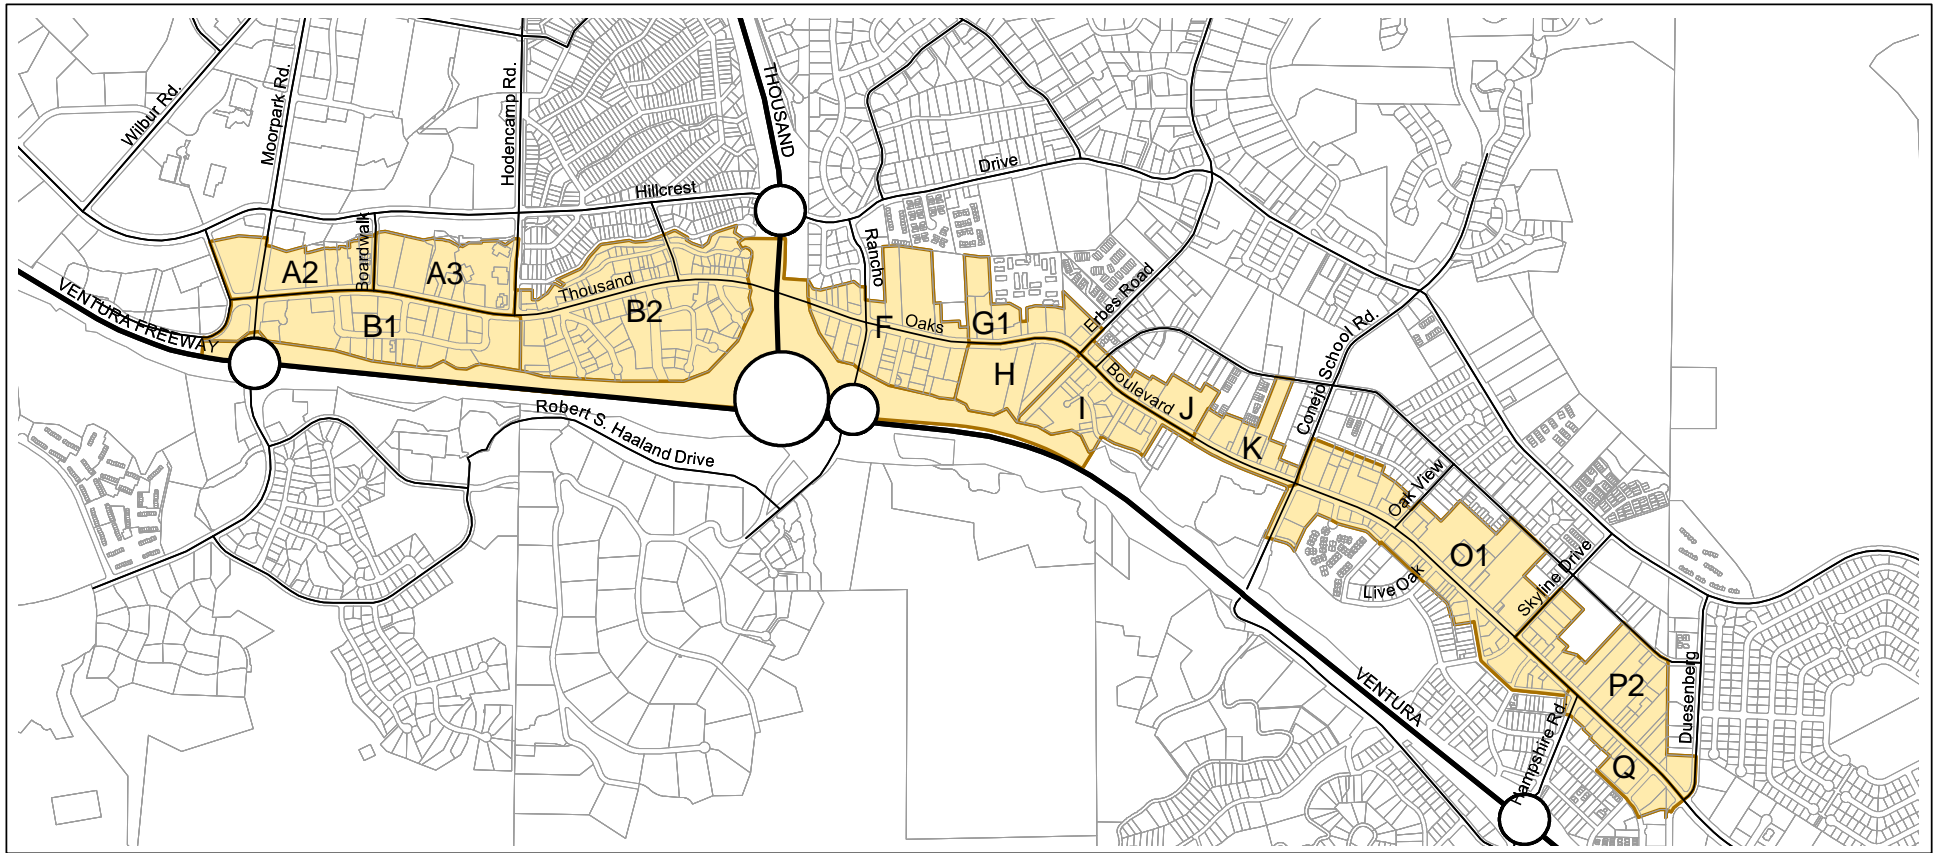 Wilbur Rd.
Moorpark Rd.
Hodencamp Rd.
THOUSAND
Hillcrest
Drive
Boardwalk
Rancho
A2
A3
Thousand
B2
B1
VENTURA FREEWAY
F
Oaks
G1
Erbes Road
H
I
Boulevard
J
K
Conejo School Rd.
Robert S. Haaland Drive
Oak View
O1
Live Oak
Skyline Drive
P2
Duesenberg
VENTURA
Hampshire Rd.
Q